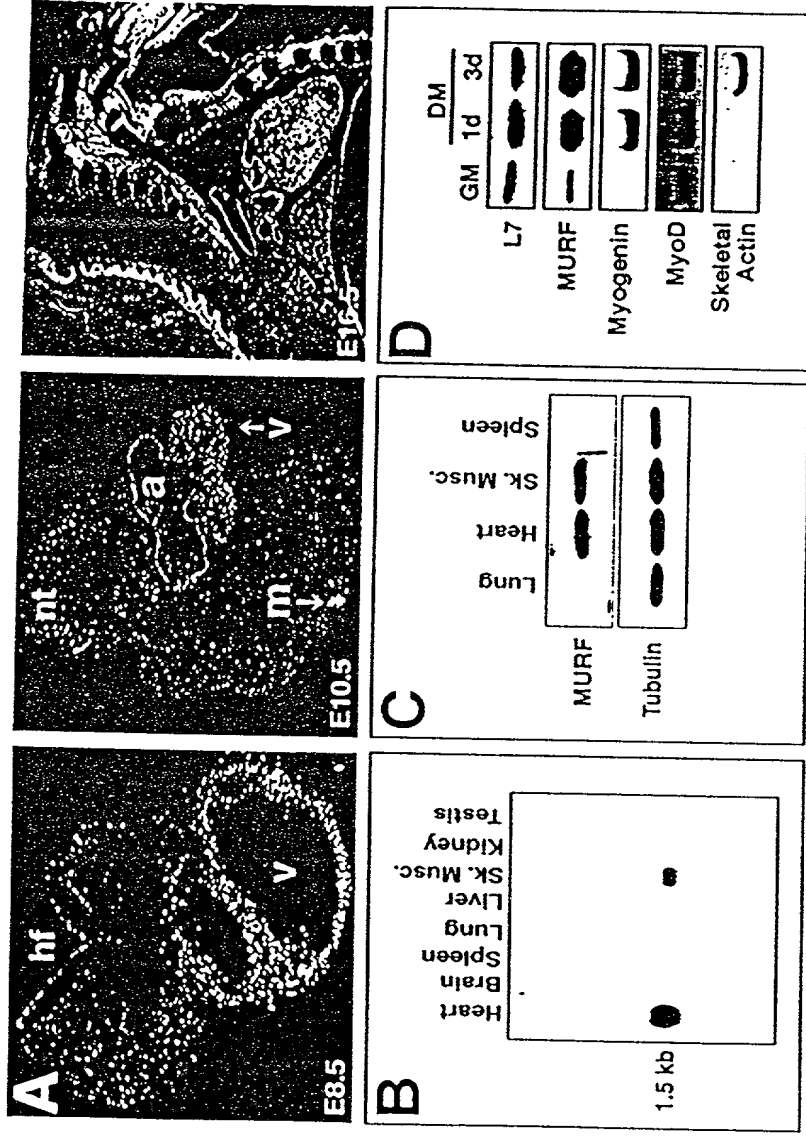 A
hf
v
E8.5
nt
a
v
m
E10.5
E16.5
B
Heart
Brain
Spleen
Lung
Liver
Sk. Musc.
Kidney
Testis
1.5 kb
C
Lung
Heart
Sk. Musc.
Spleen
MURF
Tubulin
D
DM
GM 1d 3d
L7
MURF
Myogenin
MyoD
Skeletal
Actin